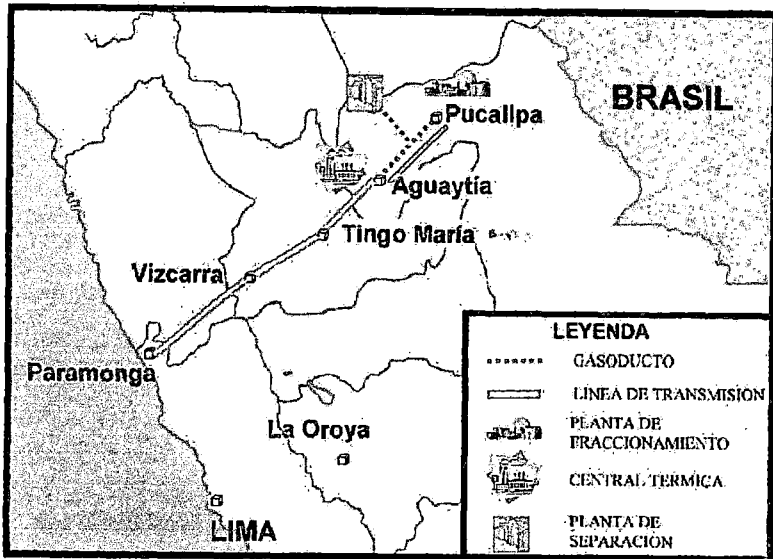 BRASIL
Pucallpa
Aguaytía
Tingo María
Vizcarra
Paramonga
La Oroya
LIMA
LEYENDA
GASODUCTO
LINEA DE TRANSMISION
PLANTA DE
FRACCIONAMIENTO
CENTRAL TERMICA
PLANTA DE
SEPARACIÓN